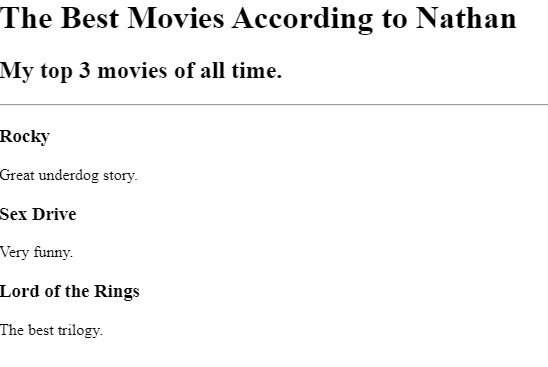 The Best Movies According to Nathan
My top 3 movies of all time.
Rocky
Great underdog story.
Sex Drive
Very funny.
Lord of the Rings
The best trilogy.